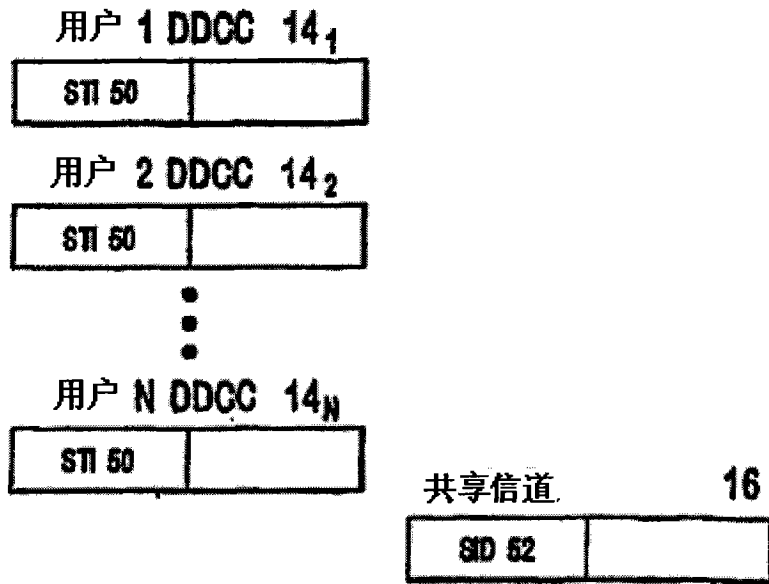 用户 1 DDCC 14₁
STI 50
用户 2 DDCC 14₂
STI 50
用户 N DDCC 14N
STI 50
共享信道 16
SID 52